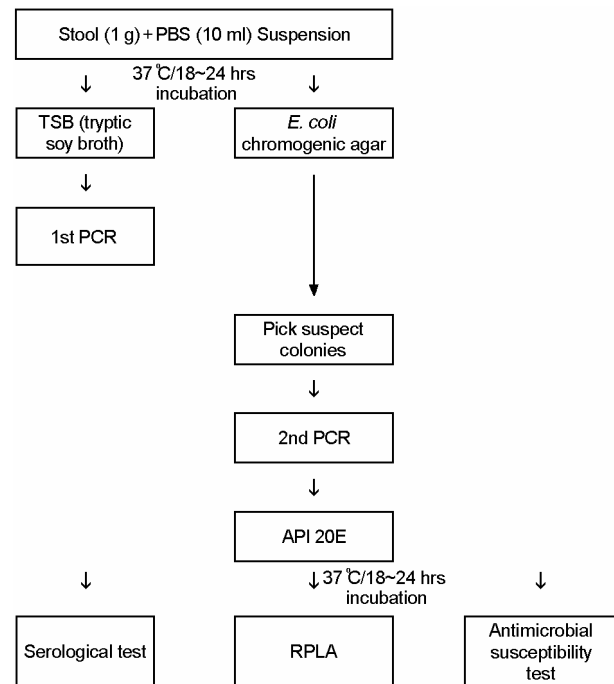 Stool (1 g)+PBS (10 ml) Suspension
37℃/18~24 hrs
incubation
TSB (tryptic
soy broth)
E. coli
chromogenic agar
1st PCR
Pick suspect
colonies
2nd PCR
API 20E
37℃/18~24 hrs
incubation
Serological test
RPLA
Antimicrobial
susceptibility
test